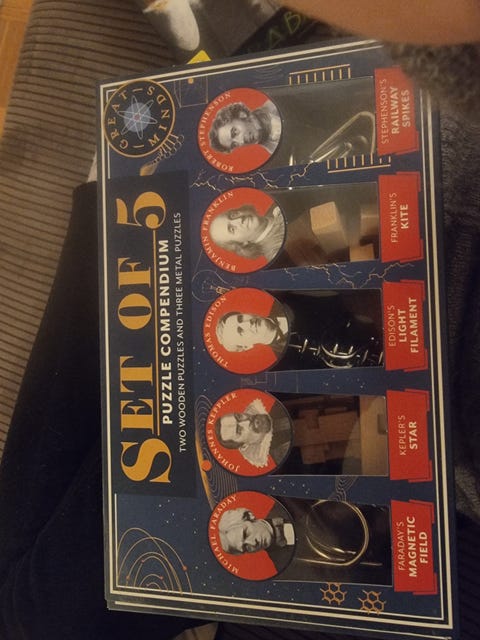 GREAT
MINDS
SET OF 5
PUZZLE COMPENDIUM
TWO WOODEN PUZZLES AND THREE METAL PUZZLES
MICHAEL FARADAY
JOHANNES KEPPLER
THOMAS EDISON
BENJAMIN FRANKLIN
ROBERT STEPHENSON
FARADAY'S
MAGNETIC
FIELD
KEPLER'S
STAR
EDISON'S
LIGHT
FILAMENT
FRANKLIN'S
KITE
STEPHENSON'S
RAILWAY
SPIKES